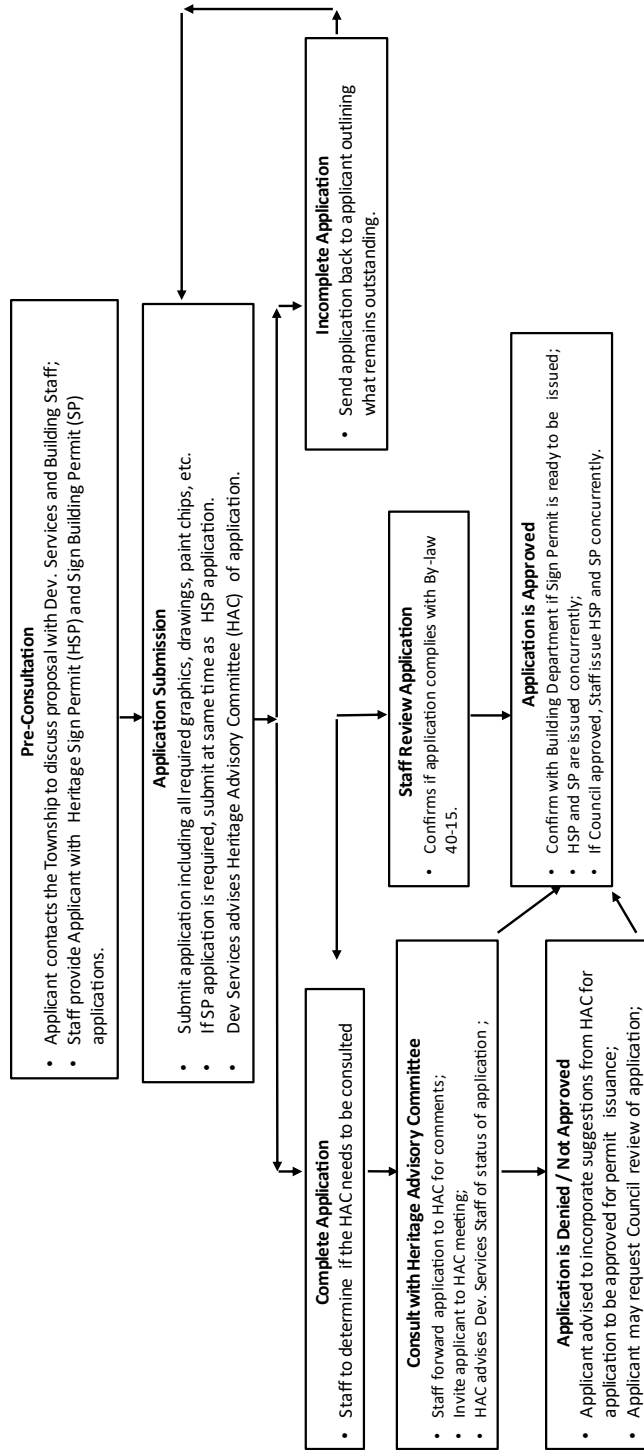 Pre-Consultation
• Applicant contacts the Township to discuss proposal with Dev. Services and Building Staff;
• Staff provide Applicant with Heritage Sign Permit (HSP) and Sign Building Permit (SP)
applications.
Application Submission
• Submit application including all required graphics, drawings, paint chips, etc.
• If SP application is required, submit at same time as HSP application.
• Dev Services advises Heritage Advisory Committee (HAC) of application.
Complete Application
• Staff to determine if the HAC needs to be consulted
Incomplete Application
• Send application back to applicant outlining
what remains outstanding.
Consult with Heritage Advisory Committee
• Staff forward application to HAC for comments;
• Invite applicant to HAC meeting;
• HAC advises Dev. Services Staff of status of application ;
Staff Review Application
• Confirms if application complies with By-law
40-15.
Application is Denied / Not Approved
• Applicant advised to incorporate suggestions from HAC for
application to be approved for permit issuance;
• Applicant may request Council review of application;
Application is Approved
• Confirm with Building Department if Sign Permit is ready to be issued;
• HSP and SP are issued concurrently;
• If Council approved, Staff issue HSP and SP concurrently.